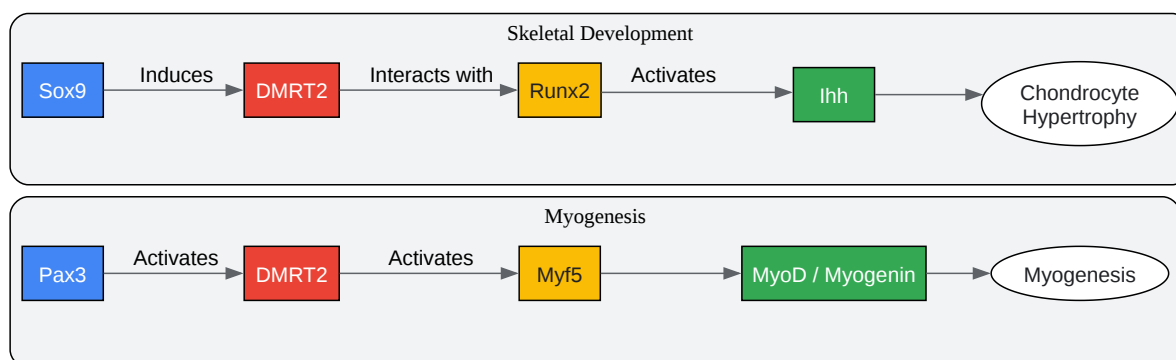 Skeletal Development
Sox9
Induces
DMRT2
Interacts with
Runx2
Activates
Ihh
Chondrocyte
Hypertrophy
Myogenesis
Pax3
Activates
DMRT2
Activates
Myf5
MyoD / Myogenin
Myogenesis